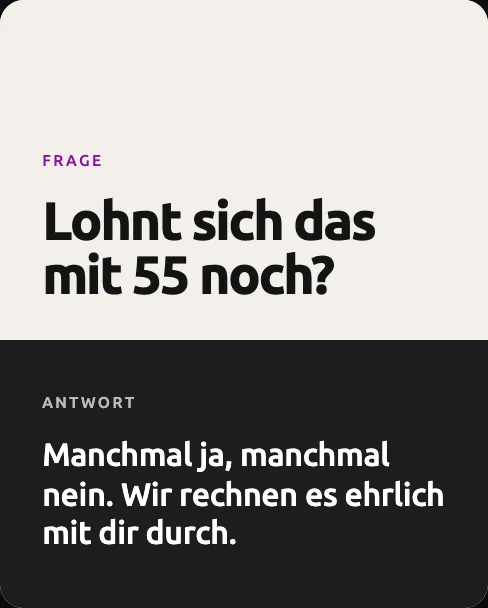 FRAGE
Lohnt sich das
mit 55 noch?
ANTWORT
Manchmal ja, manchmal
nein. Wir rechnen es ehrlich
mit dir durch.